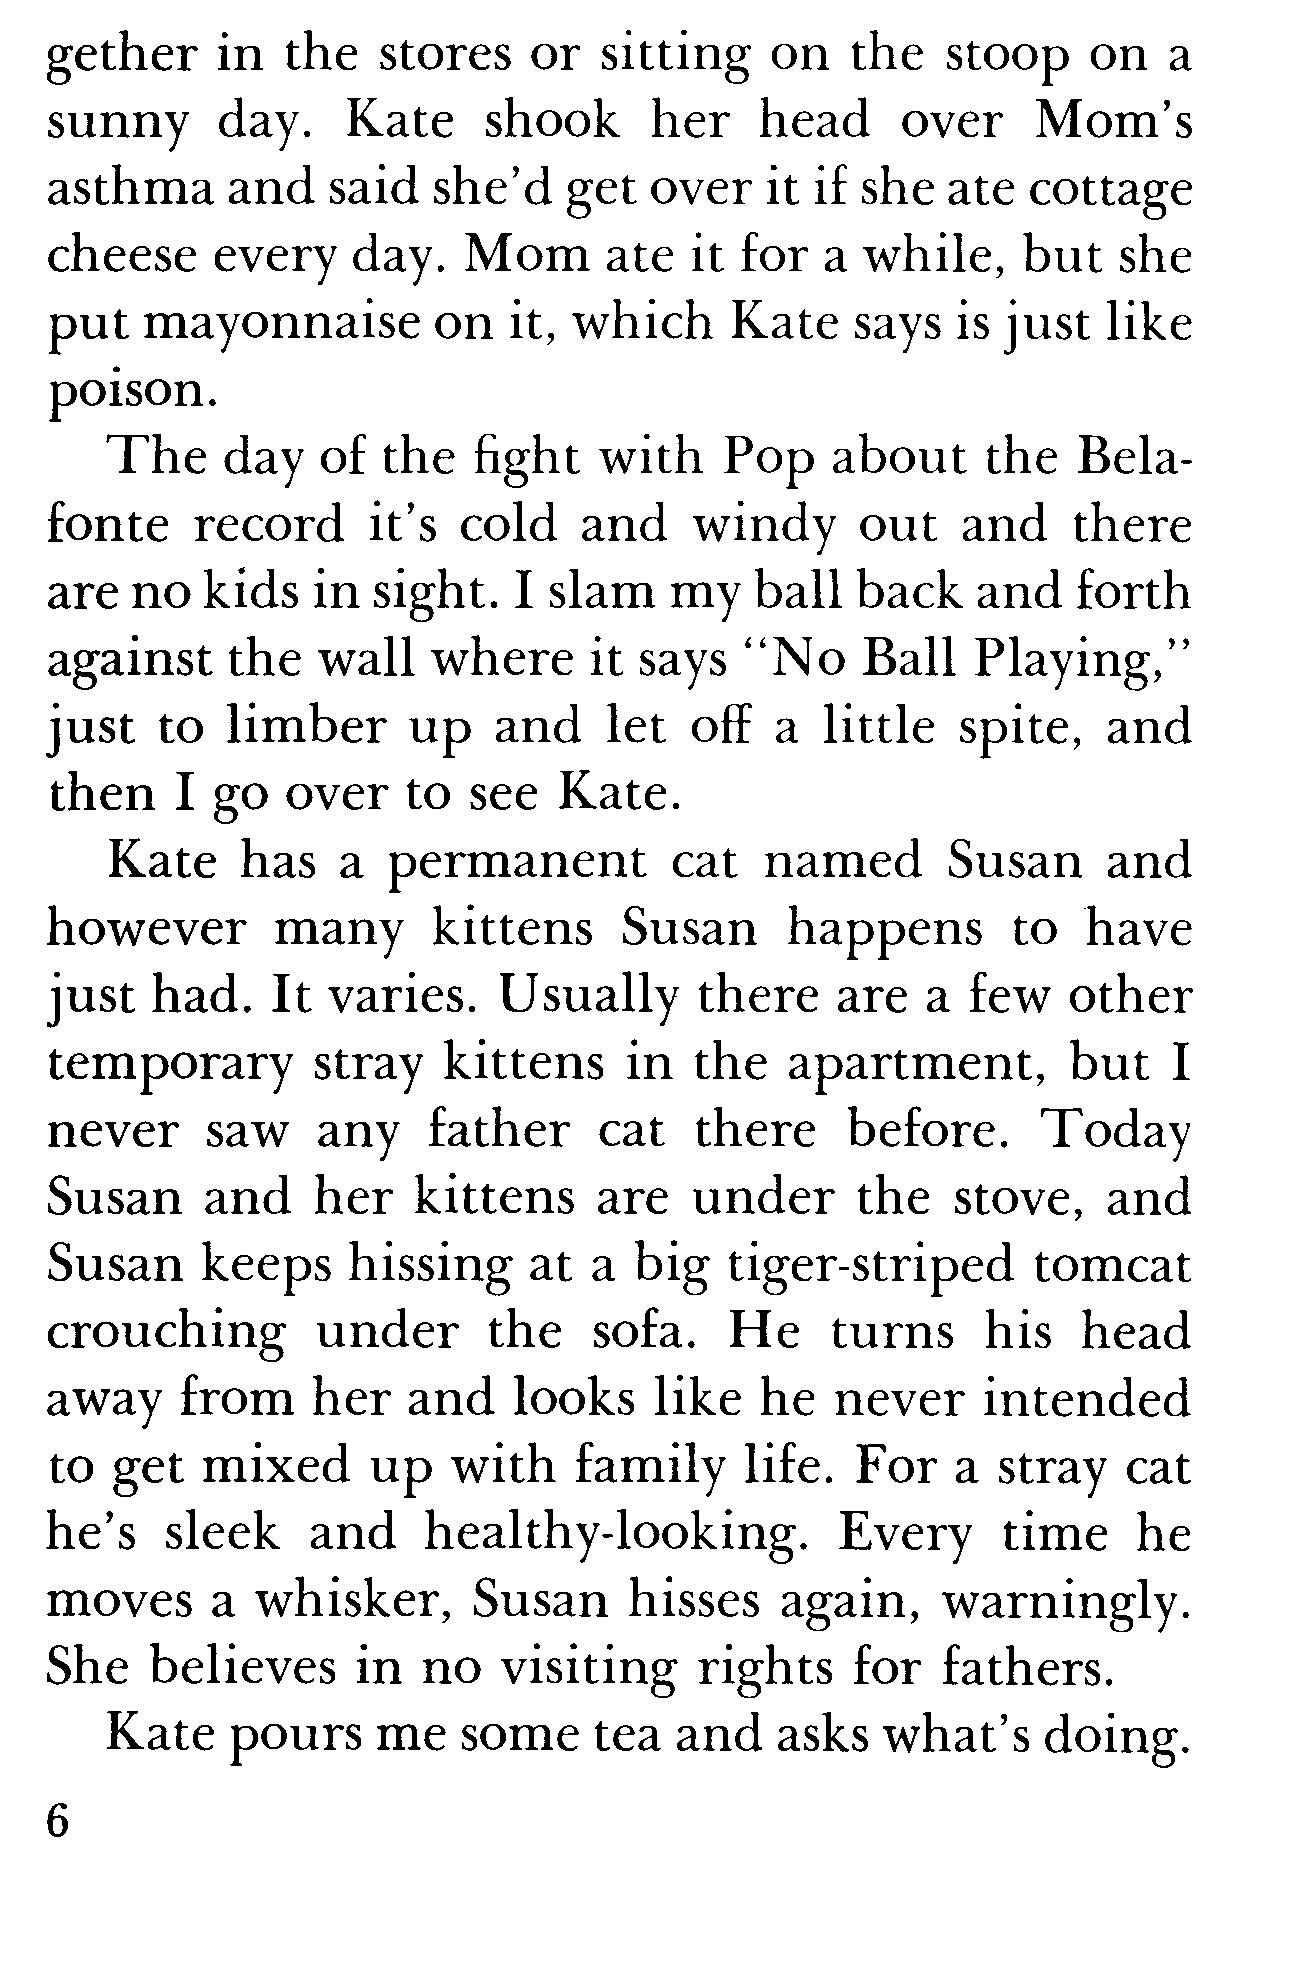 gether in the stores or sitting on the stoop on a
sunny day. Kate shook her head over Mom's
asthma and said she'd get over it if she ate cottage
cheese every day. Mom ate it for a while, but she
put mayonnaise on it, which Kate says is just like
poison.
The day of the fight with Pop about the Bela-
fonte record it's cold and windy out and there
are no kids in sight. I slam my ball back and forth
against the wall where it says “No Ball Playing,”
just to limber up and let off a little spite, and
then I go over to see Kate.
Kate has a permanent cat named Susan and
however many kittens Susan happens to have
just had. It varies. Usually there are a few other
temporary stray kittens in the apartment, but I
never saw any father cat there before. Today
Susan and her kittens are under the stove, and
Susan keeps hissing at a big tiger-striped tomcat
crouching under the sofa. He turns his head
away from her and looks like he never intended
to get mixed up with family life. For a stray cat
he's sleek and healthy-looking. Every time he
moves a whisker, Susan hisses again, warningly.
She believes in no visiting rights for fathers.
Kate pours me some tea and asks what's doing.
6